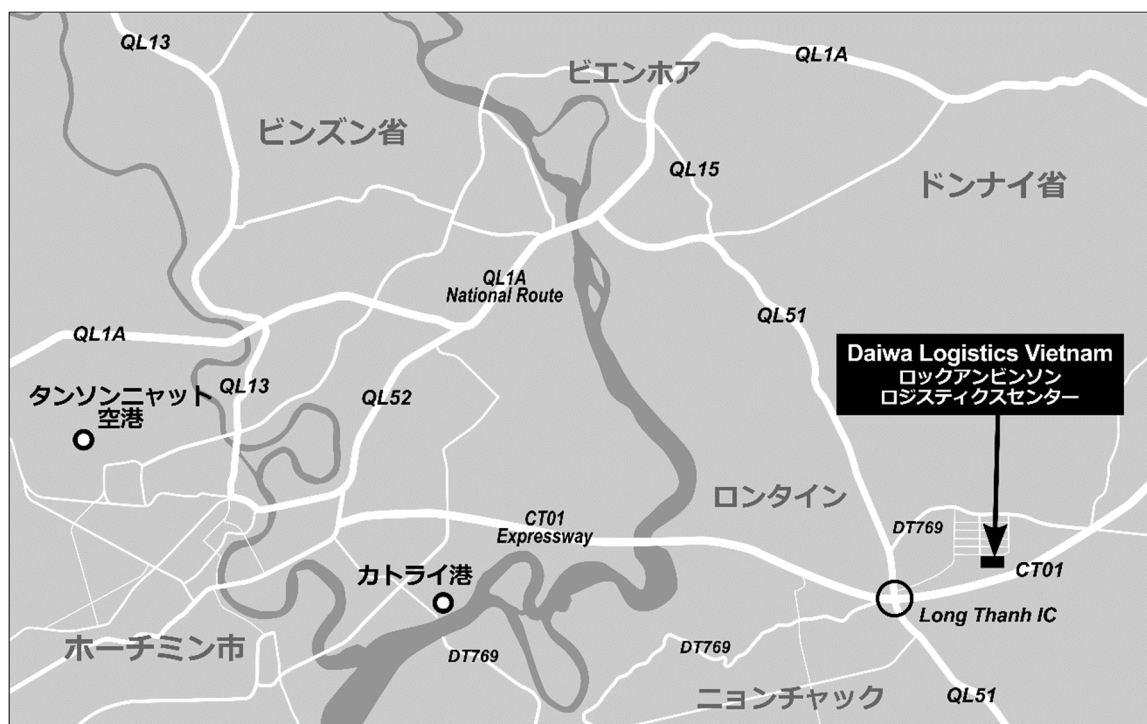 QL13
ビエンホア
QL1A
ビンズン省
QL15
ドンナイ省
QL1A
National Route
QL51
QL1A
Daiwa Logistics Vietnam
ロックアンビンソン
ロジスティクスセンター
QL13
QL52
タンソンニャット
空港
ロンタイン
CT01
Expressway
DT769
カトライ港
CT01
Long Thanh IC
ホーチミン市
DT769
DT769
ニョンチャック
QL51